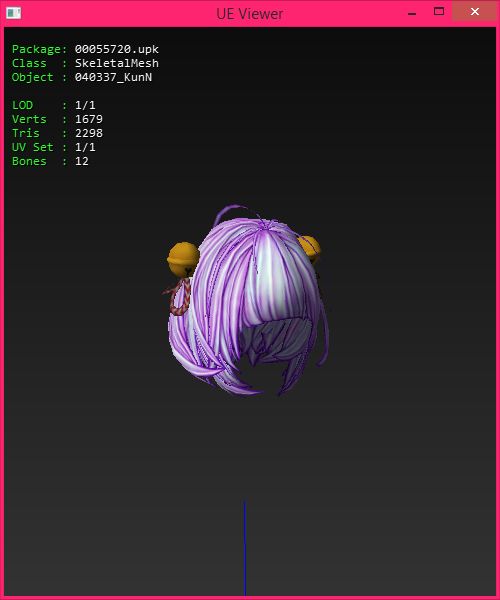 UE Viewer
Package: 00055720.upk
Class : SkeletalMesh
Object : 040337_KunN
LOD : 1/1
Verts : 1679
Tris : 2298
UV Set : 1/1
Bones : 12